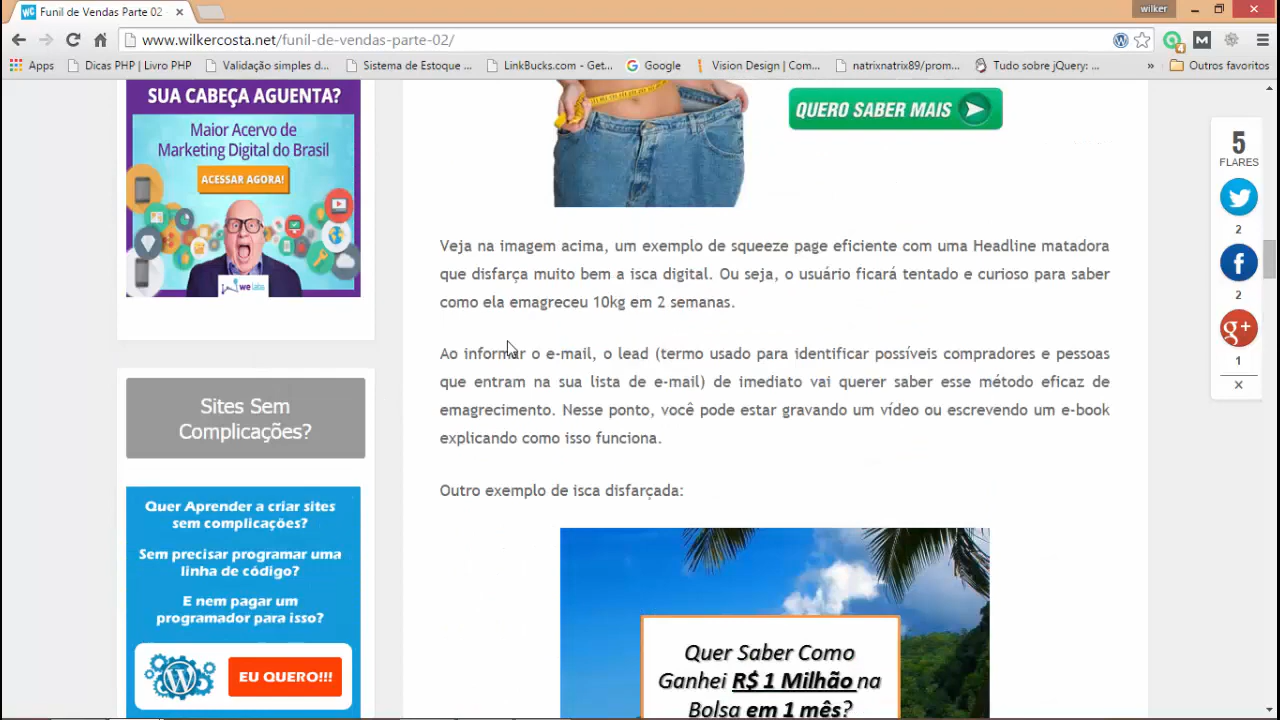 Funil de Vendas Parte 02
wilker
www.wilkercosta.net/funil-de-vendas-parte-02/
Apps
Dicas PHP | Livro PHP
Validação simples d...
Sistema de Estoque ...
LinkBucks.com - Get...
Google
Vision Design | Com...
natrixnatrix89/prom...
Tudo sobre jQuery: ...
»
Outros favoritos
SUA CABEÇA AGUENTA?
Maior Acervo de
Marketing Digital do Brasil
ACESSAR AGORA!
we labs
Sites Sem
Complicações?
Quer Aprender a criar sites
sem complicações?
Sem precisar programar uma
linha de código?
E nem pagar um
programador para isso?
EU QUERO!!!
QUERO SABER MAIS
Veja na imagem acima, um exemplo de squeeze page eficiente com uma Headline matadora
que disfarça muito bem a isca digital. Ou seja, o usuário ficará tentado e curioso para saber
como ela emagreceu 10kg em 2 semanas.
Ao informar o e-mail, o lead (termo usado para identificar possíveis compradores e pessoas
que entram na sua lista de e-mail) de imediato vai querer saber esse método eficaz de
emagrecimento. Nesse ponto, você pode estar gravando um vídeo ou escrevendo um e-book
explicando como isso funciona.
Outro exemplo de isca disfarçada:
Quer Saber Como
Ganhei R$ 1 Milhão na
Bolsa em 1 mês?
5
FLARES
2
2
1